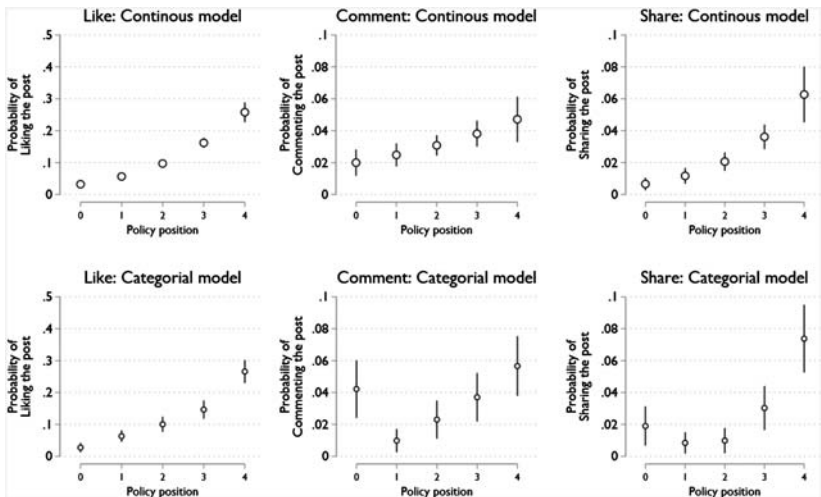 Like: Continous model
Probability of
Liking the post
.5
.4
.3
.2
.1
0
0 1 2 3 4
Policy position
Comment: Continous model
Probability of
Commenting the post
.1
.08
.06
.04
.02
0
0 1 2 3 4
Policy position
Share: Continous model
Probability of
Sharing the post
.1
.08
.06
.04
.02
0
0 1 2 3 4
Policy position
Like: Categorial model
Probability of
Liking the post
.5
.4
.3
.2
.1
0
0 1 2 3 4
Policy position
Comment: Categorial model
Probability of
Commenting the post
.1
.08
.06
.04
.02
0
0 1 2 3 4
Policy position
Share: Categorial model
Probability of
Sharing the post
.1
.08
.06
.04
.02
0
0 1 2 3 4
Policy position